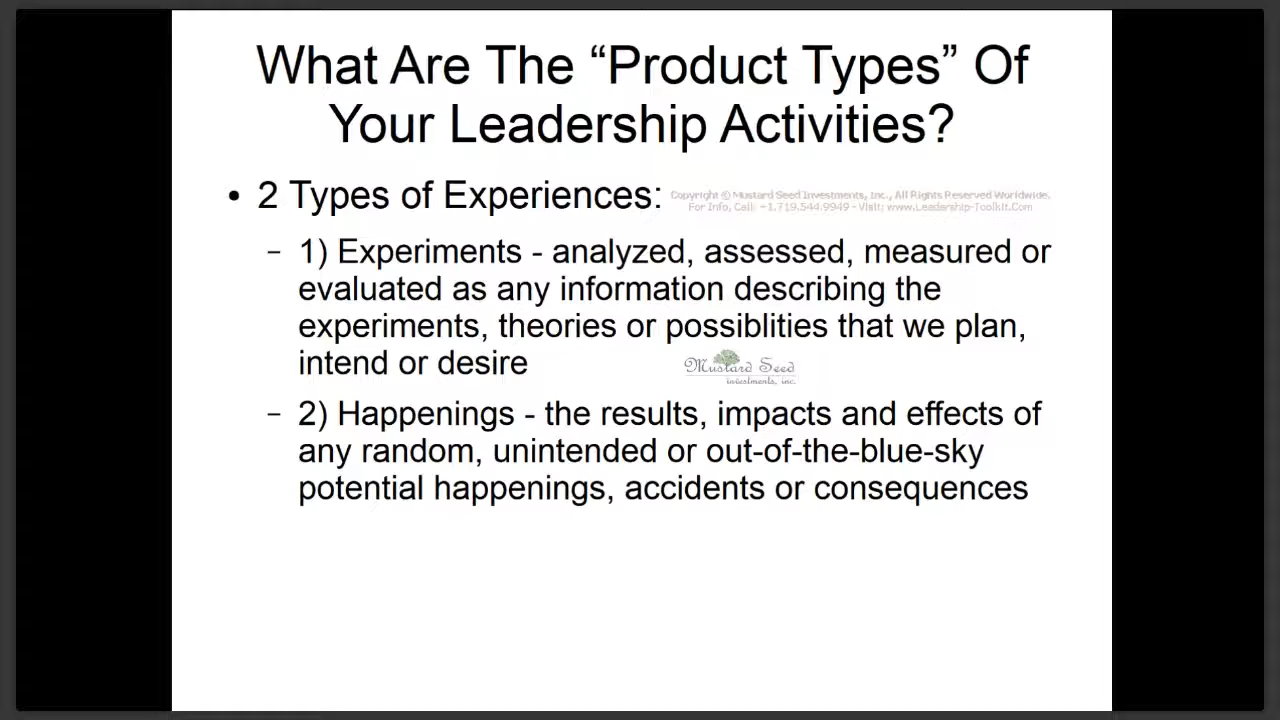 What Are The “Product Types” Of
Your Leadership Activities?
• 2 Types of Experiences:
Copyright © Mustard Seed Investments, Inc., All Rights Reserved Worldwide.
For Info, Call: +1.719.544.9949 - Visit: www.Leadership-Toolkit.Com
– 1) Experiments - analyzed, assessed, measured or
evaluated as any information describing the
experiments, theories or possiblities that we plan,
intend or desire
Mustard Seed
investments, inc.
– 2) Happenings - the results, impacts and effects of
any random, unintended or out-of-the-blue-sky
potential happenings, accidents or consequences